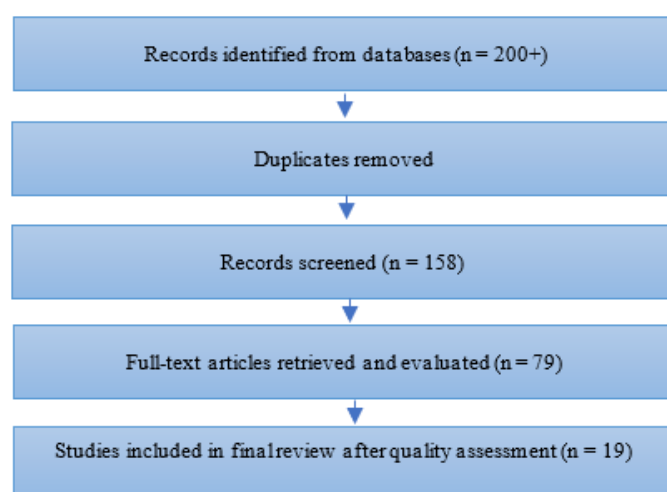 Records identified from databases (n = 200+)
Duplicates removed
Records screened (n = 158)
Full-text articles retrieved and evaluated (n = 79)
Studies included in final review after quality assessment (n = 19)